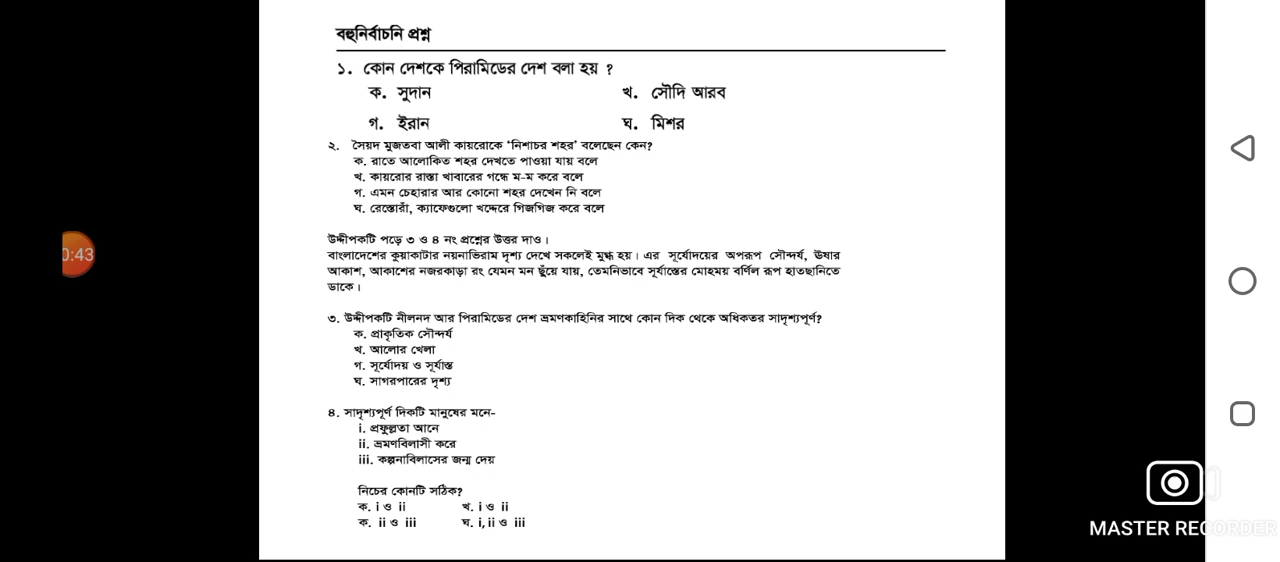 বহুনির্বাচনি প্রশ্ন
১. কোন দেশকে পিরামিডের দেশ বলা হয় ?
ক. সুদান খ. সৌদি আরব
গ. ইরান ঘ. মিশর
২. সৈয়দ মুজতবা আলী কায়রোকে ‘নিশাচর শহর’ বলেছেন কেন?
ক. রাতে আলোকিত শহর দেখতে পাওয়া যায় বলে
খ. কায়রোর রাস্তা খাবারের গন্ধে ম-ম করে বলে
গ. এমন চেহারার আর কোনো শহর দেখেন নি বলে
ঘ. রেস্তোরাঁ, ক্যাফেগুলো খদ্দেরে গিজগিজ করে বলে
উদ্দীপকটি পড়ে ৩ ও ৪ নং প্রশ্নের উত্তর দাও।
বাংলাদেশের কুয়াকাটার নয়নাভিরাম দৃশ্য দেখে সকলেই মুগ্ধ হয়। এর সূর্যোদয়ের অপরূপ সৌন্দর্য, ঊষার
আকাশ, আকাশের নজরকাড়া রং যেমন মন ছুঁয়ে যায়, তেমনিভাবে সূর্যাস্তের মোহময় বর্ণিল রূপ হাতছানিতে
ডাকে।
৩. উদ্দীপকটি নীলনদ আর পিরামিডের দেশ ভ্রমণকাহিনির সাথে কোন দিক থেকে অধিকতর সাদৃশ্যপূর্ণ?
ক. প্রাকৃতিক সৌন্দর্য
খ. আলোর খেলা
গ. সূর্যোদয় ও সূর্যাস্ত
ঘ. সাগরপারের দৃশ্য
৪. সাদৃশ্যপূর্ণ দিকটি মানুষের মনে-
i. প্রফুল্লতা আনে
ii. ভ্রমণবিলাসী করে
iii. কল্পনাবিলাসের জন্ম দেয়
নিচের কোনটি সঠিক?
ক. i ও ii খ. i ও ii
ক. ii ও iii ঘ. i, ii ও iii
0:43
MASTER RECORDER